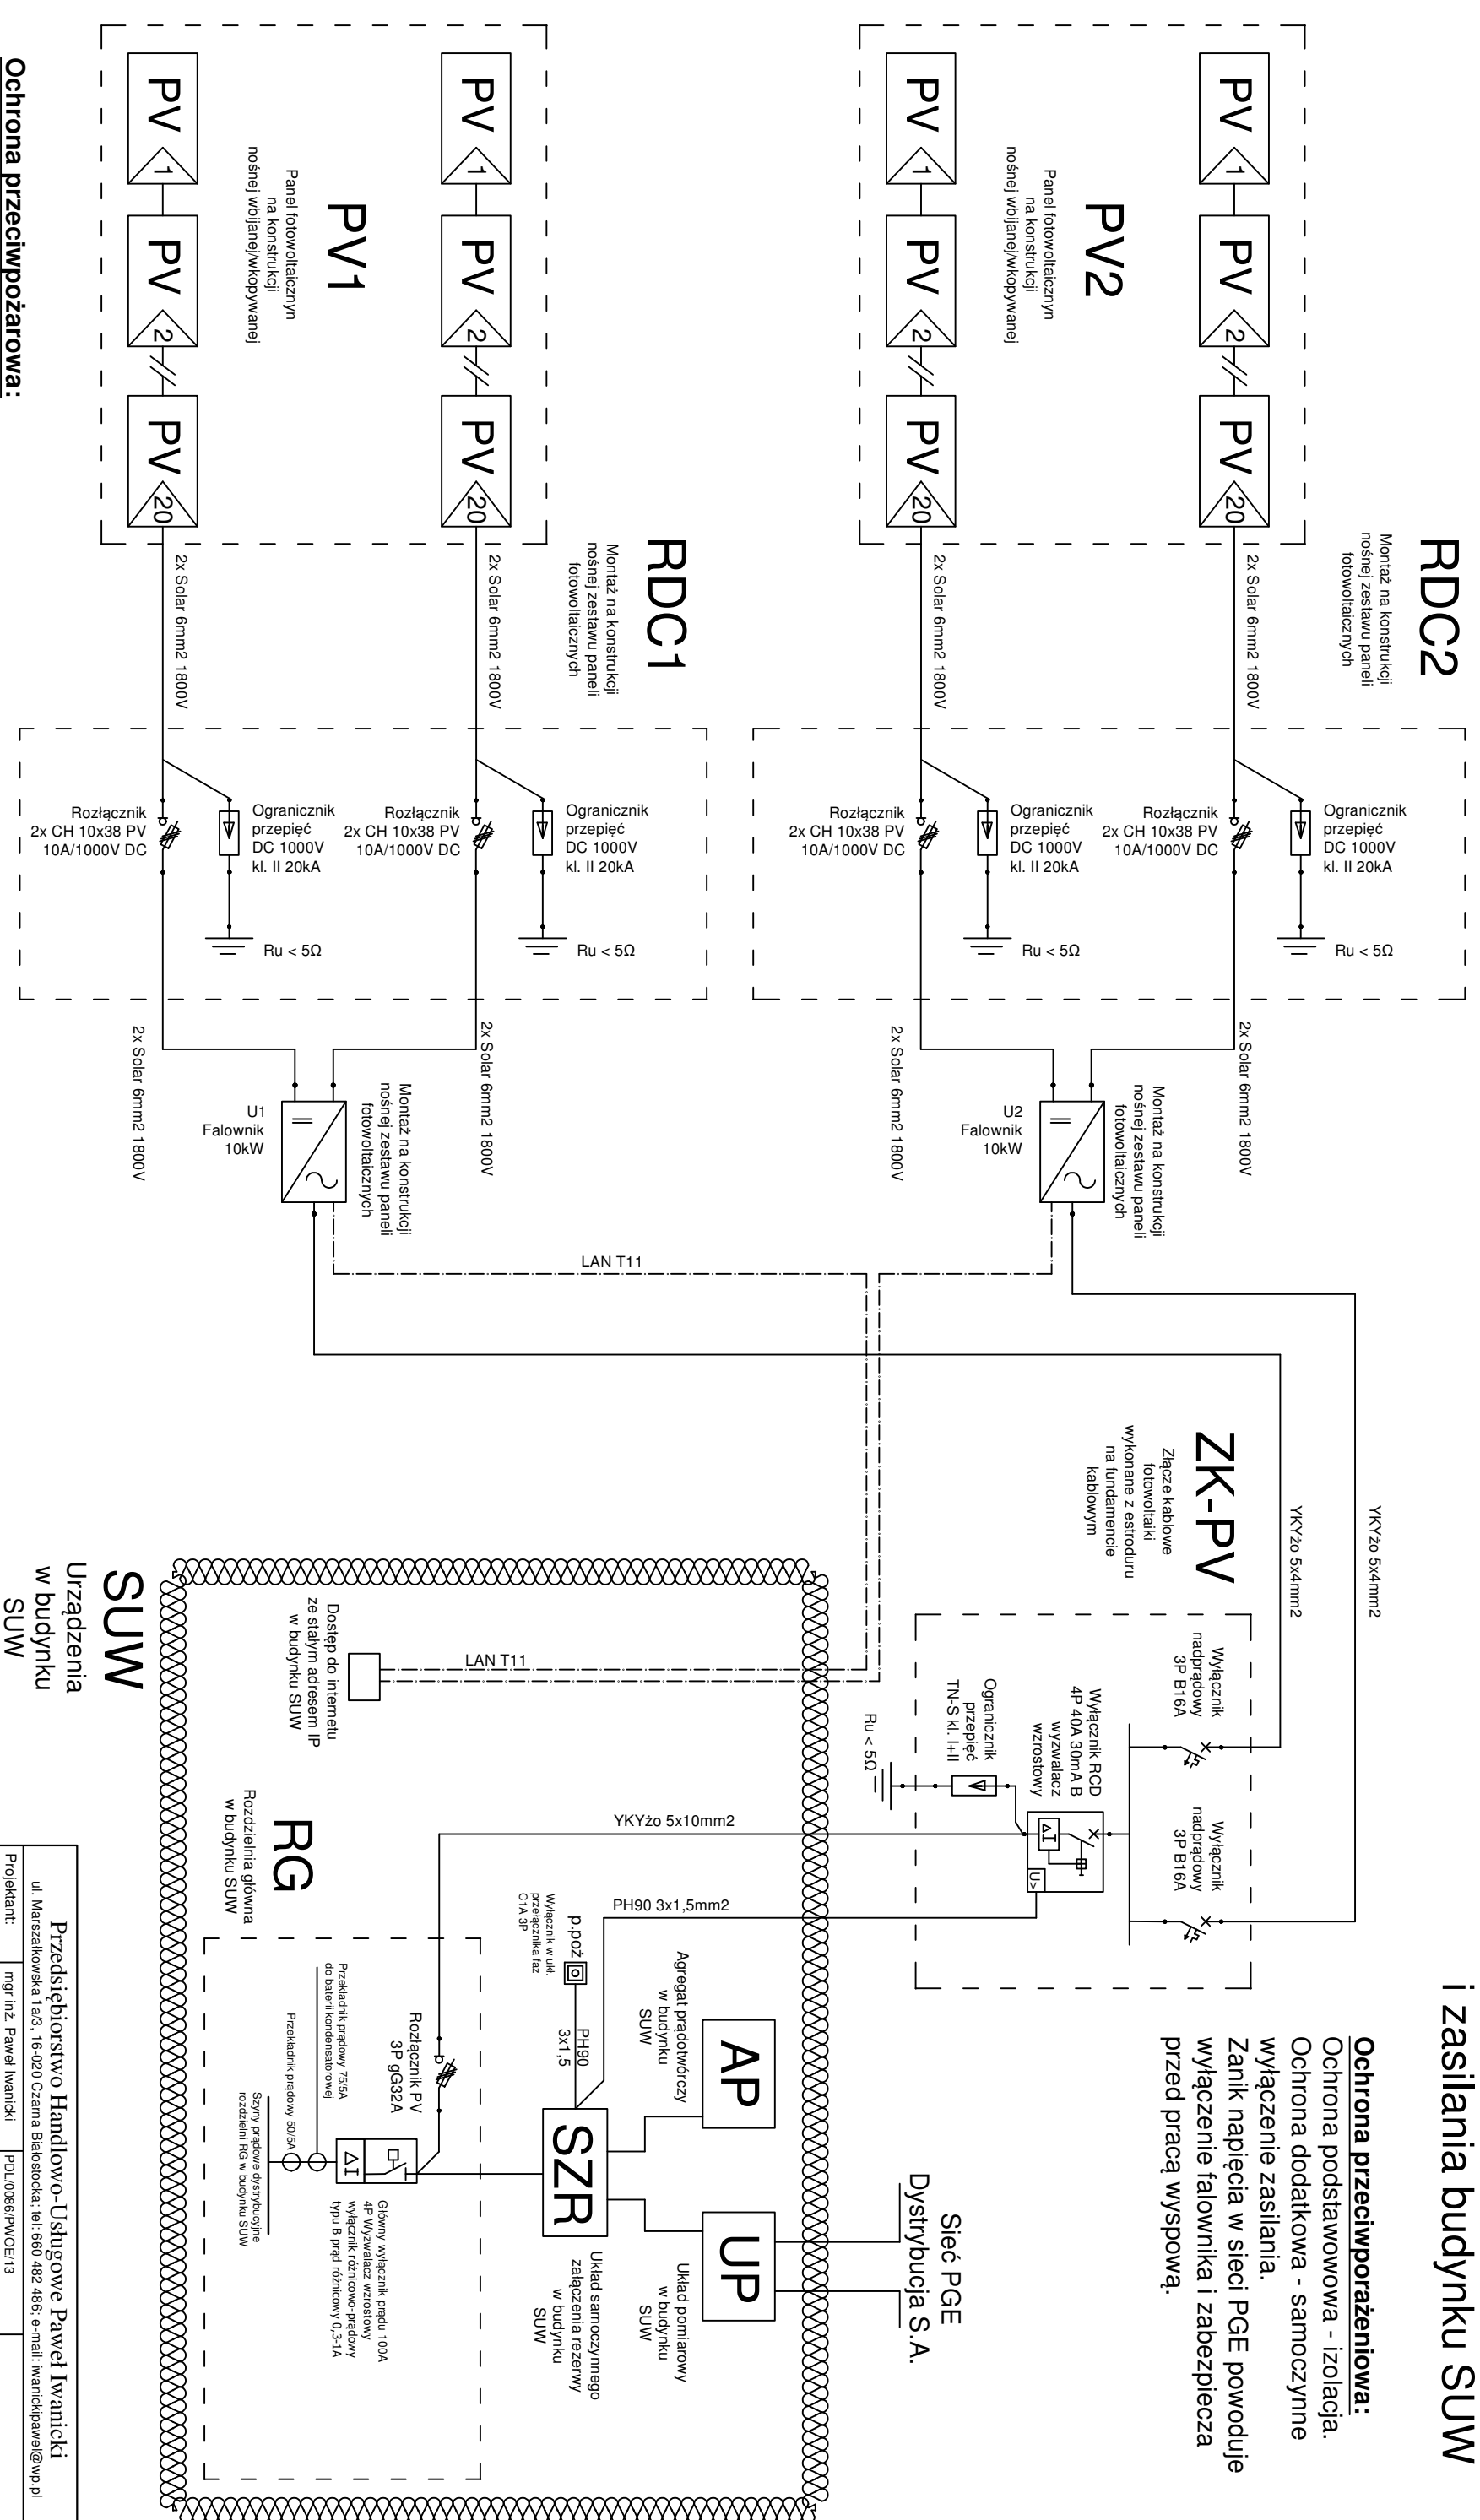 i zasilania budynku SUW
Ochrona przeciwporażeniowa:
Ochrona podstawowowa - izolacja.
Ochrona dodatkowa - samoczynne
wyłączenie zasilania.
Zanik napięcia w sieci PGE powoduje
wyłączenie falownika i zabezpiecza
przed pracą wyspową.
RDC2
Montaż na konstrukcji
nośnej zestawu paneli
fotowoltaicznych
PV
1
PV
2
PV
20
2x Solar 6mm2 1800V
Ogranicznik
przepięć
DC 1000V
kl. II 20kA
Ru < 5Ω
Rozłącznik
2x CH 10x38 PV
10A/1000V DC
2x Solar 6mm2 1800V
PV2
Panel fotowoltaicznyn
na konstrukcji
nośnej wbijanej/wkopywanej
PV
1
PV
2
PV
20
2x Solar 6mm2 1800V
Ogranicznik
przepięć
DC 1000V
kl. II 20kA
Ru < 5Ω
Rozłącznik
2x CH 10x38 PV
10A/1000V DC
2x Solar 6mm2 1800V
Montaż na konstrukcji
nośnej zestawu paneli
fotowoltaicznych
U2
Falownik
10kW
YKYżo 5x4mm2
YKYżo 5x4mm2
ZK-PV
Złącze kablowe
fotowoltaiki
wykonane z estroduru
na fundamencie
kablowym
Wyłącznik
nadprądowy
3P B16A
Wyłącznik
nadprądowy
3P B16A
Wyłącznik RCD
4P 40A 30mA B
wyzwalacz
wzrostowy
ΔI
U>
Ogranicznik
przepięć
TN-S kl. I+II
Ru < 5Ω
Sieć PGE
Dystrybucja S.A.
RDC1
Montaż na konstrukcji
nośnej zestawu paneli
fotowoltaicznych
PV
1
PV
2
PV
20
2x Solar 6mm2 1800V
Ogranicznik
przepięć
DC 1000V
kl. II 20kA
Ru < 5Ω
Rozłącznik
2x CH 10x38 PV
10A/1000V DC
2x Solar 6mm2 1800V
PV1
Panel fotowoltaicznyn
na konstrukcji
nośnej wbijanej/wkopywanej
PV
1
PV
2
PV
20
2x Solar 6mm2 1800V
Ogranicznik
przepięć
DC 1000V
kl. II 20kA
Ru < 5Ω
Rozłącznik
2x CH 10x38 PV
10A/1000V DC
2x Solar 6mm2 1800V
Montaż na konstrukcji
nośnej zestawu paneli
fotowoltaicznych
U1
Falownik
10kW
LAN T11
LAN T11
Dostęp do internetu
ze stałym adresem IP
w budynku SUW
YKYżo 5x10mm2
PH90 3x1,5mm2
AP
Agregat prądotwórczy
w budynku
SUW
UP
Układ pomiarowy
w budynku
SUW
SZR
Układ samoczynnego
załączenia rezerwy
w budynku
SUW
p.poż
PH90
3x1,5
Wyłącznik w ukł.
przełącznika faz
C1A 3P
RG
Rozdzielnia główna
w budynku SUW
Rozłącznik PV
3P gG32A
ΔI
Główny wyłącznik prądu 100A
4P Wyzwalacz wzrostowy
wyłącznik różnicowo-prądowy
typu B prąd różnicowy 0,3-1A
Przekładnik prądowy 75/5A
do baterii kondensatorowej
Przekładnik prądowy 50/5A
Szyny prądowe dystrybucyjne
rozdzielni RG w budynku SUW
SUW
Urządzenia
w budynku
SUW
Ochrona przeciwpożarowa:
Przedsiębiorstwo Handlowo-Usługowe Paweł Iwanicki
ul. Marszałkowska 1a/3, 16-020 Czarna Białostocka; tel: 660 482 486; e-mail: iwanickipawel@wp.pl
Projektant:
mgr inż. Paweł Iwanicki
PDL/0086/PWOE/13